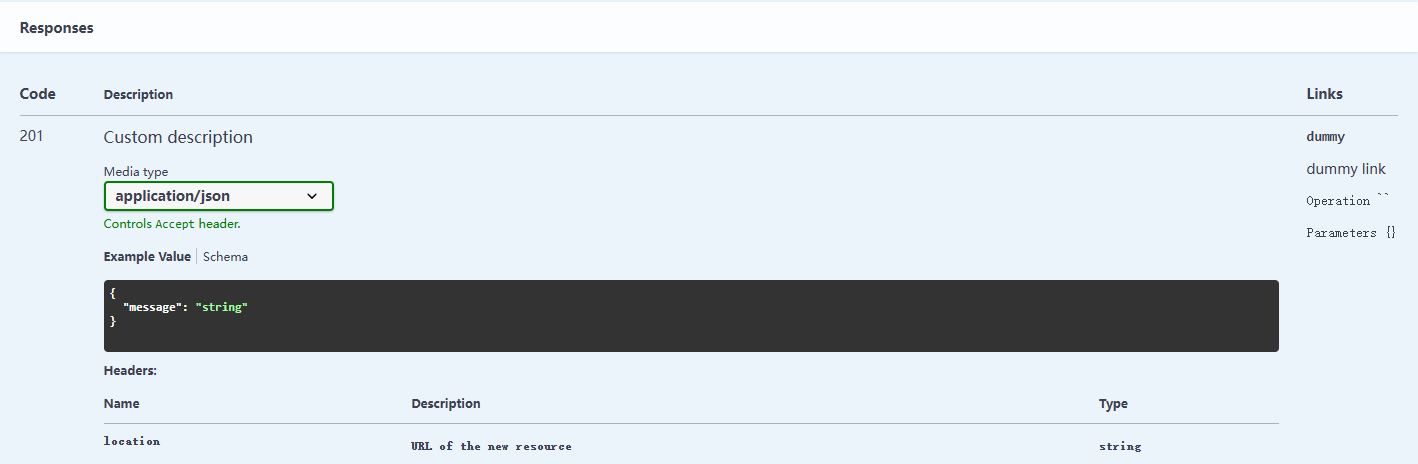 Responses
Code Description Links
201 Custom description dummy
Media type dummy link
application/json
Operation ``
Controls Accept header.
Parameters {}
Example Value Schema
{
"message": "string"
}
Headers:
Name Description Type
location URL of the new resource string